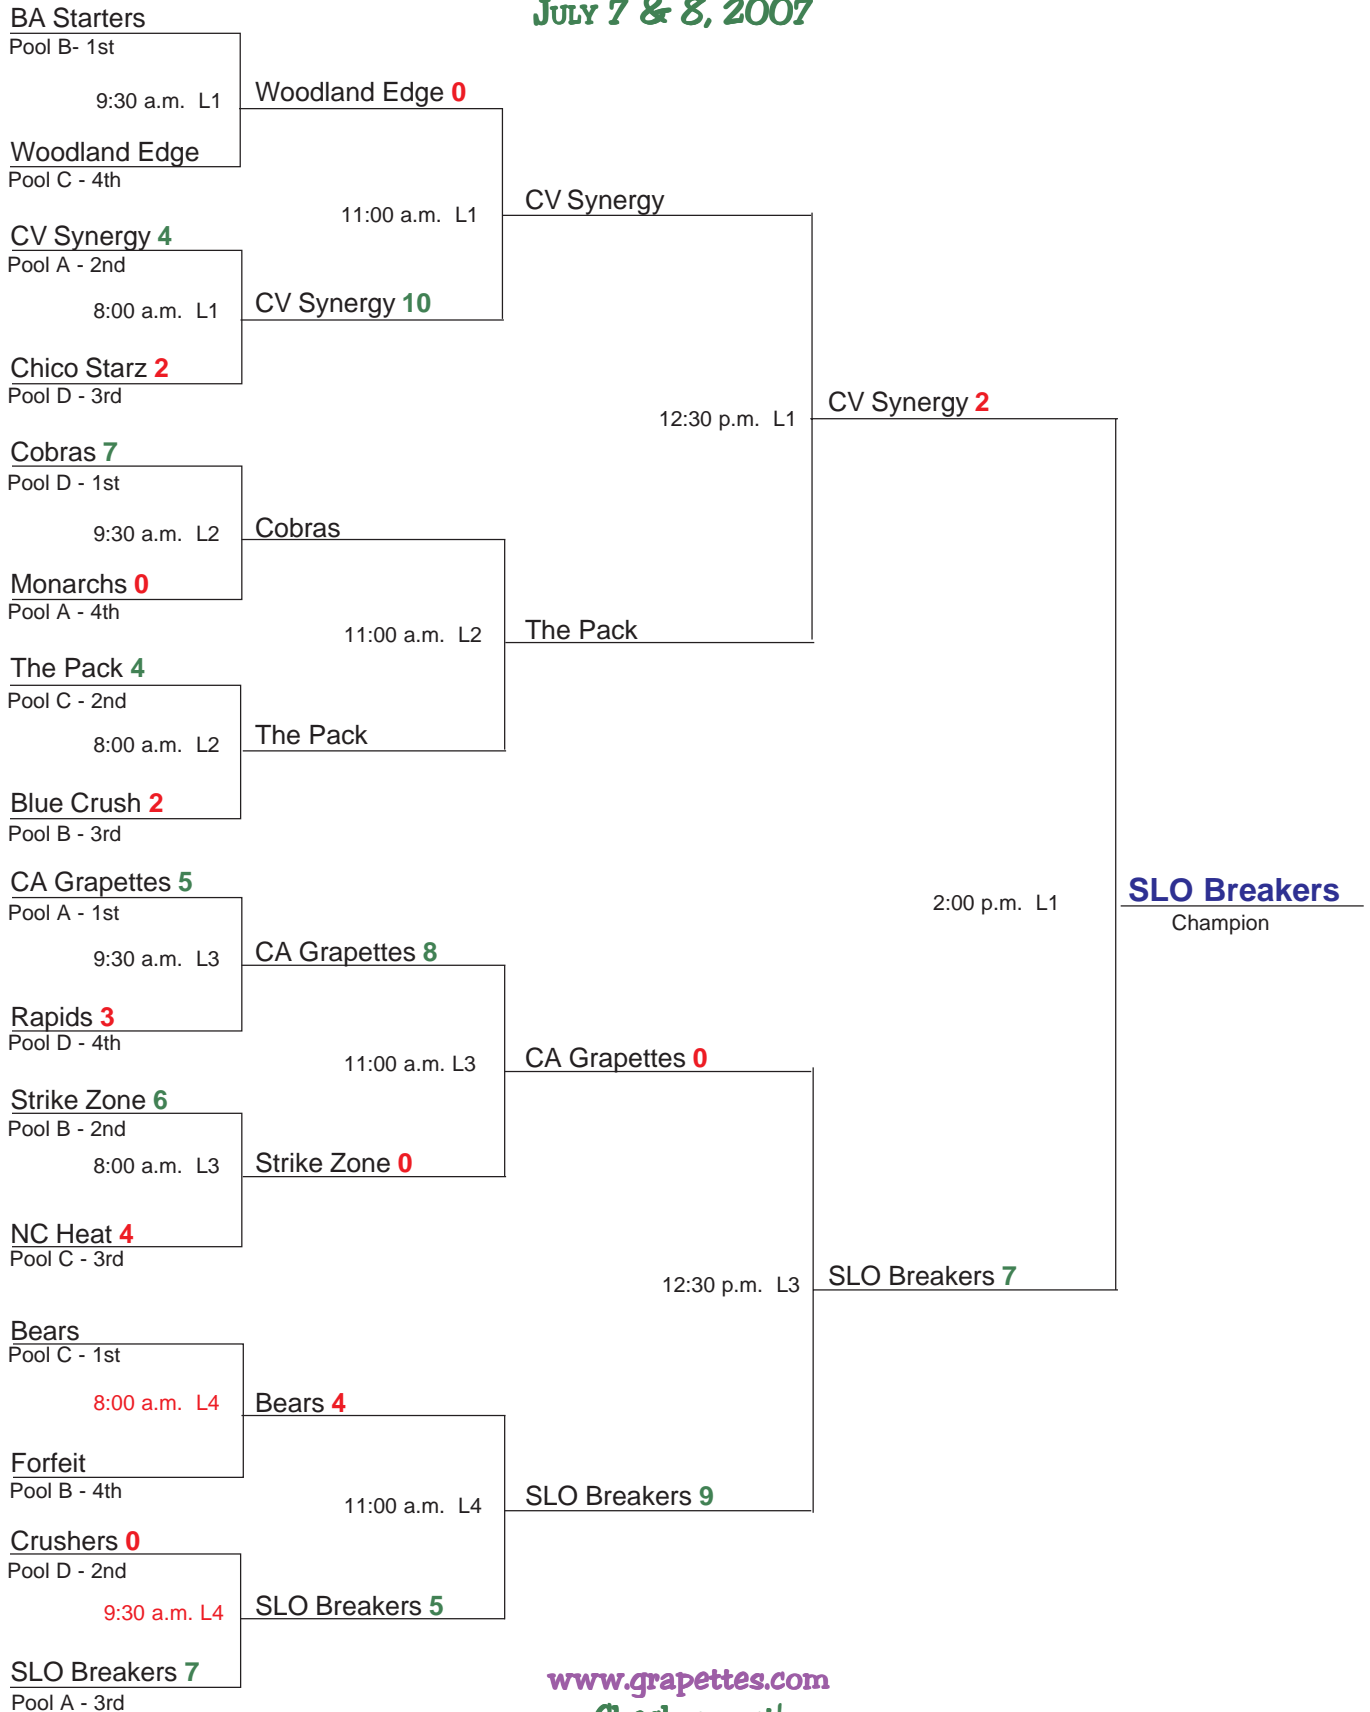 July 7 & 8, 2007
BA Starters
Pool B- 1st
9:30 a.m. L1
Woodland Edge 0
Woodland Edge
Pool C - 4th
11:00 a.m. L1
CV Synergy
CV Synergy 4
Pool A - 2nd
8:00 a.m. L1
CV Synergy 10
Chico Starz 2
Pool D - 3rd
12:30 p.m. L1
CV Synergy 2
Cobras 7
Pool D - 1st
9:30 a.m. L2
Cobras
Monarchs 0
Pool A - 4th
11:00 a.m. L2
The Pack
The Pack 4
Pool C - 2nd
8:00 a.m. L2
The Pack
Blue Crush 2
Pool B - 3rd
2:00 p.m. L1
SLO Breakers
Champion
CA Grapettes 5
Pool A - 1st
9:30 a.m. L3
CA Grapettes 8
Rapids 3
Pool D - 4th
11:00 a.m. L3
CA Grapettes 0
Strike Zone 6
Pool B - 2nd
8:00 a.m. L3
Strike Zone 0
NC Heat 4
Pool C - 3rd
12:30 p.m. L3
SLO Breakers 7
Bears
Pool C - 1st
8:00 a.m. L4
Bears 4
Forfeit
Pool B - 4th
11:00 a.m. L4
SLO Breakers 9
Crushers 0
Pool D - 2nd
9:30 a.m. L4
SLO Breakers 5
SLO Breakers 7
Pool A - 3rd
www.grapettes.com